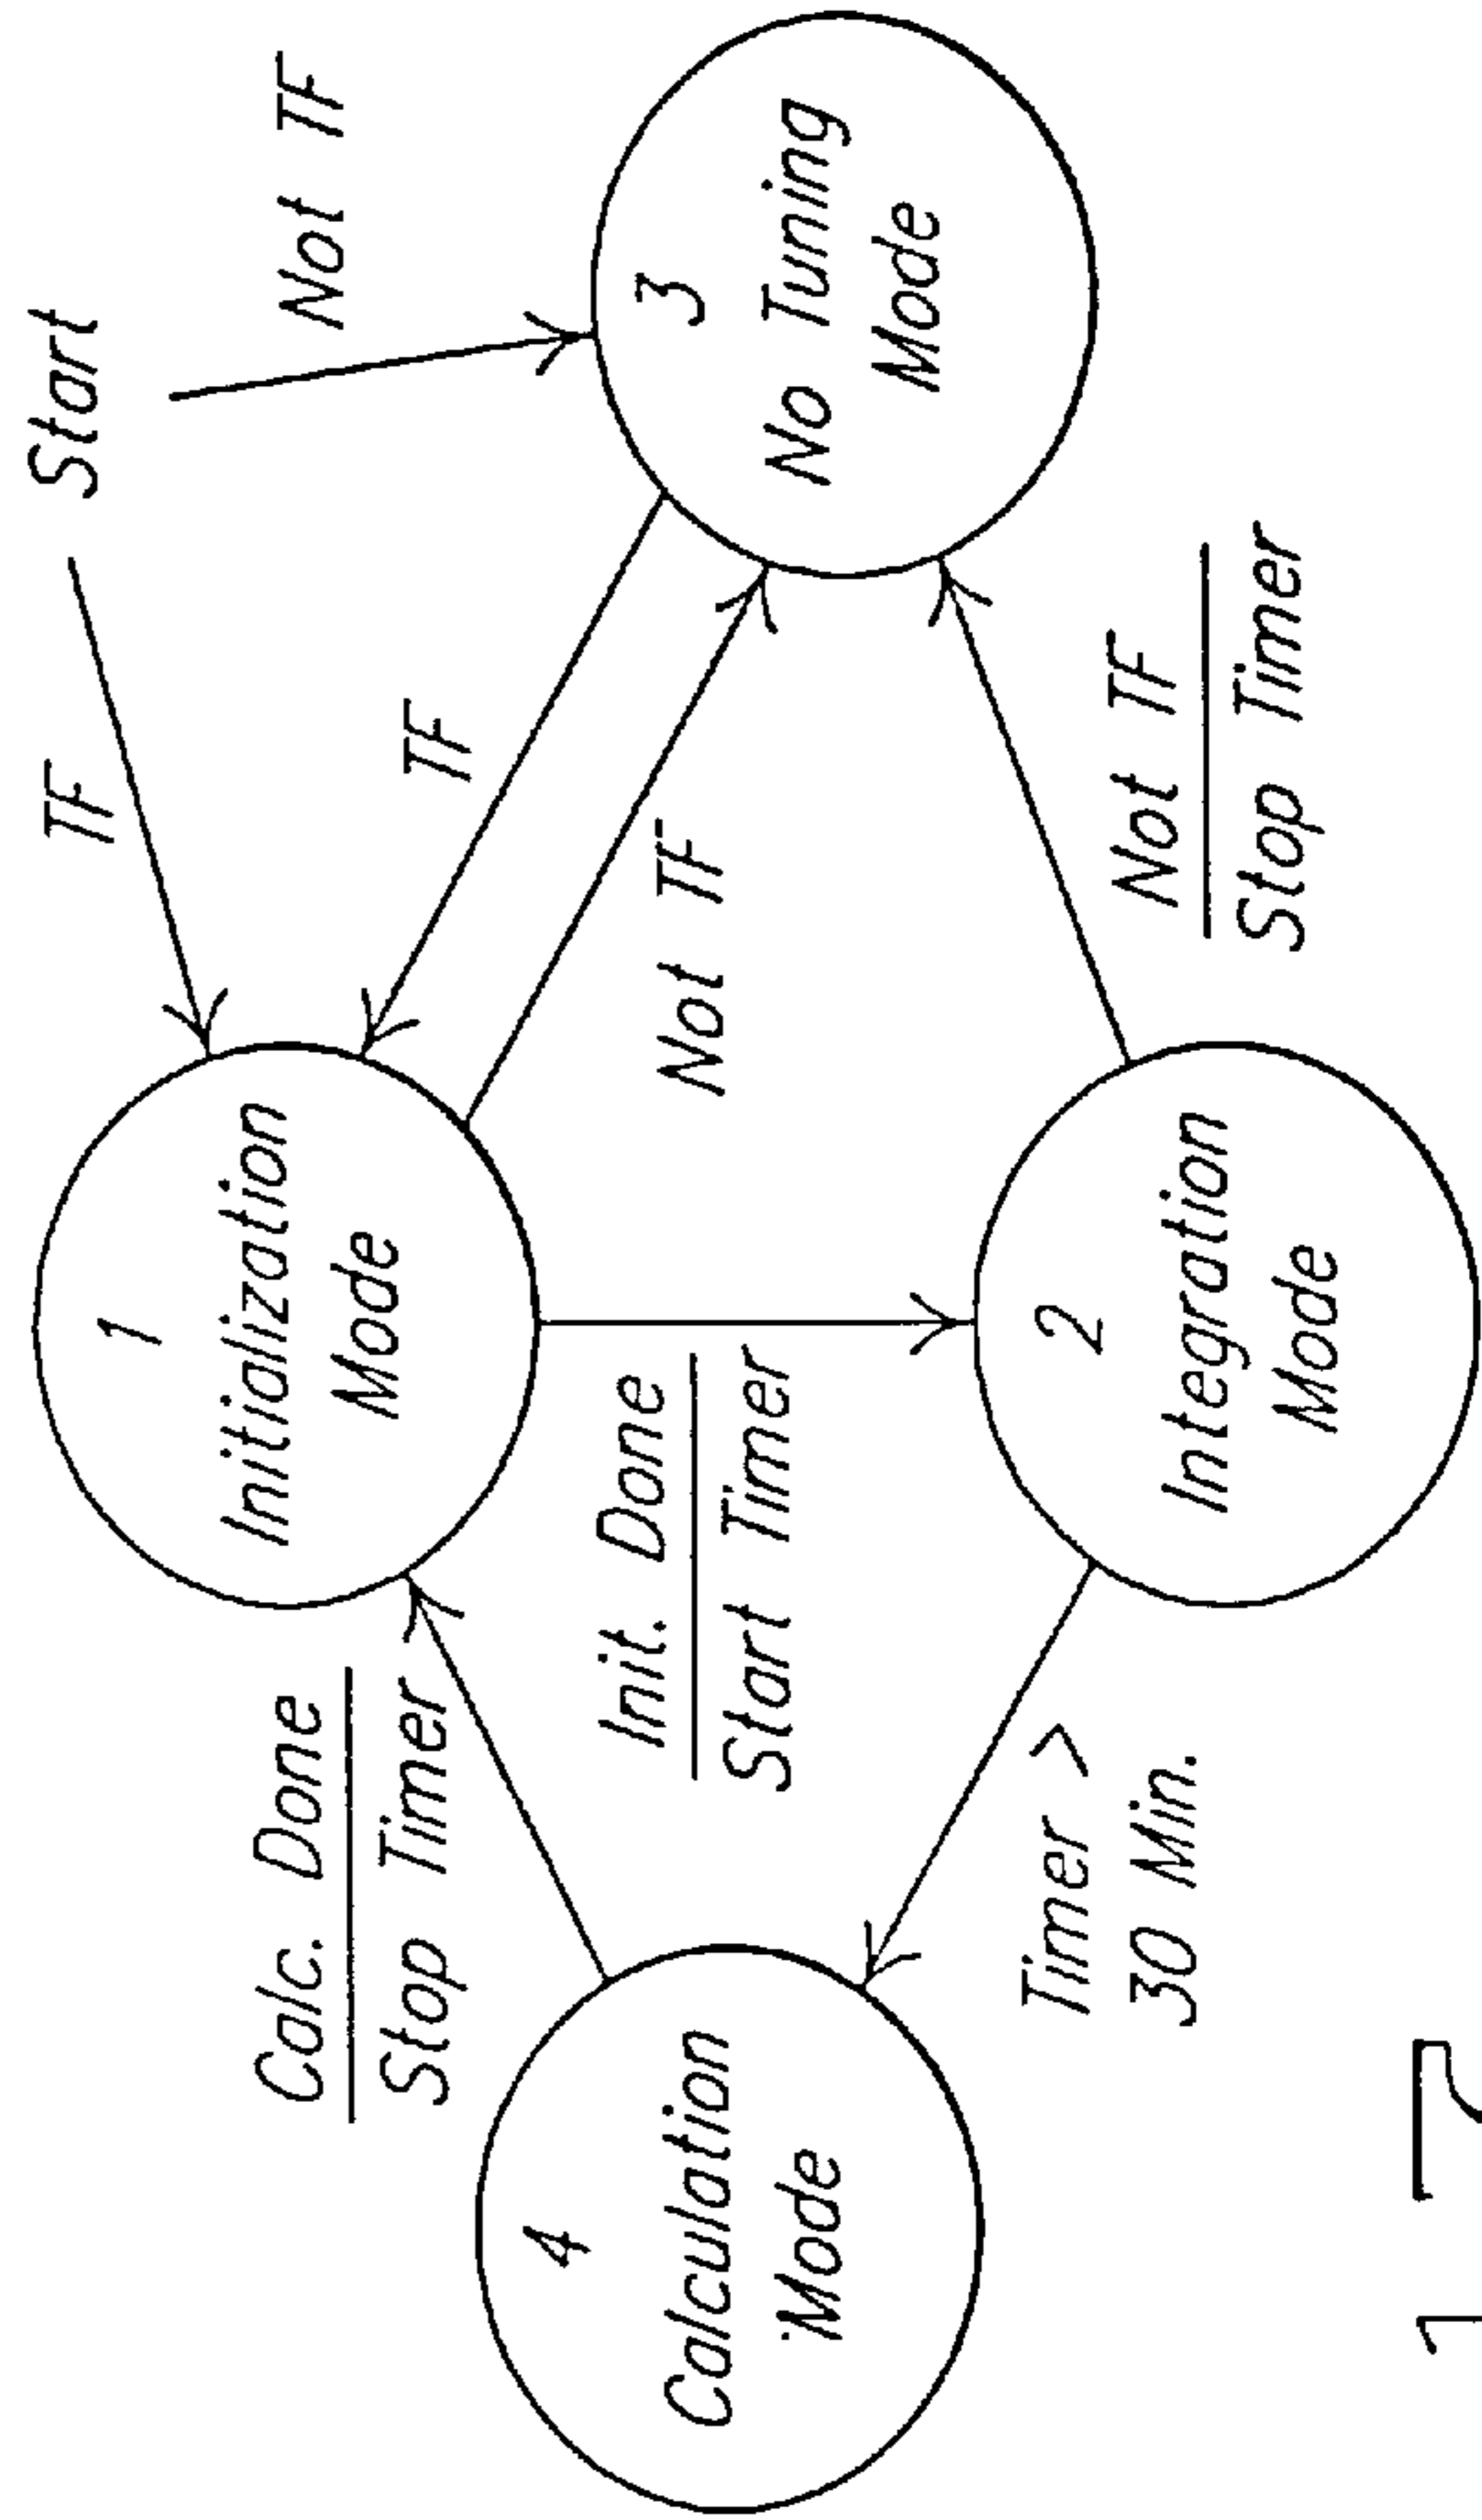 Start
TF
Not TF
1
Initialization
Mode
TF
Not TF
3
No Tuning
Mode
Calc. Done
Stop Timer
Init. Done
Start Timer
4
Calculation
Mode
Timer >
30 Min.
2
Integration
Mode
Not TF
Stop Timer